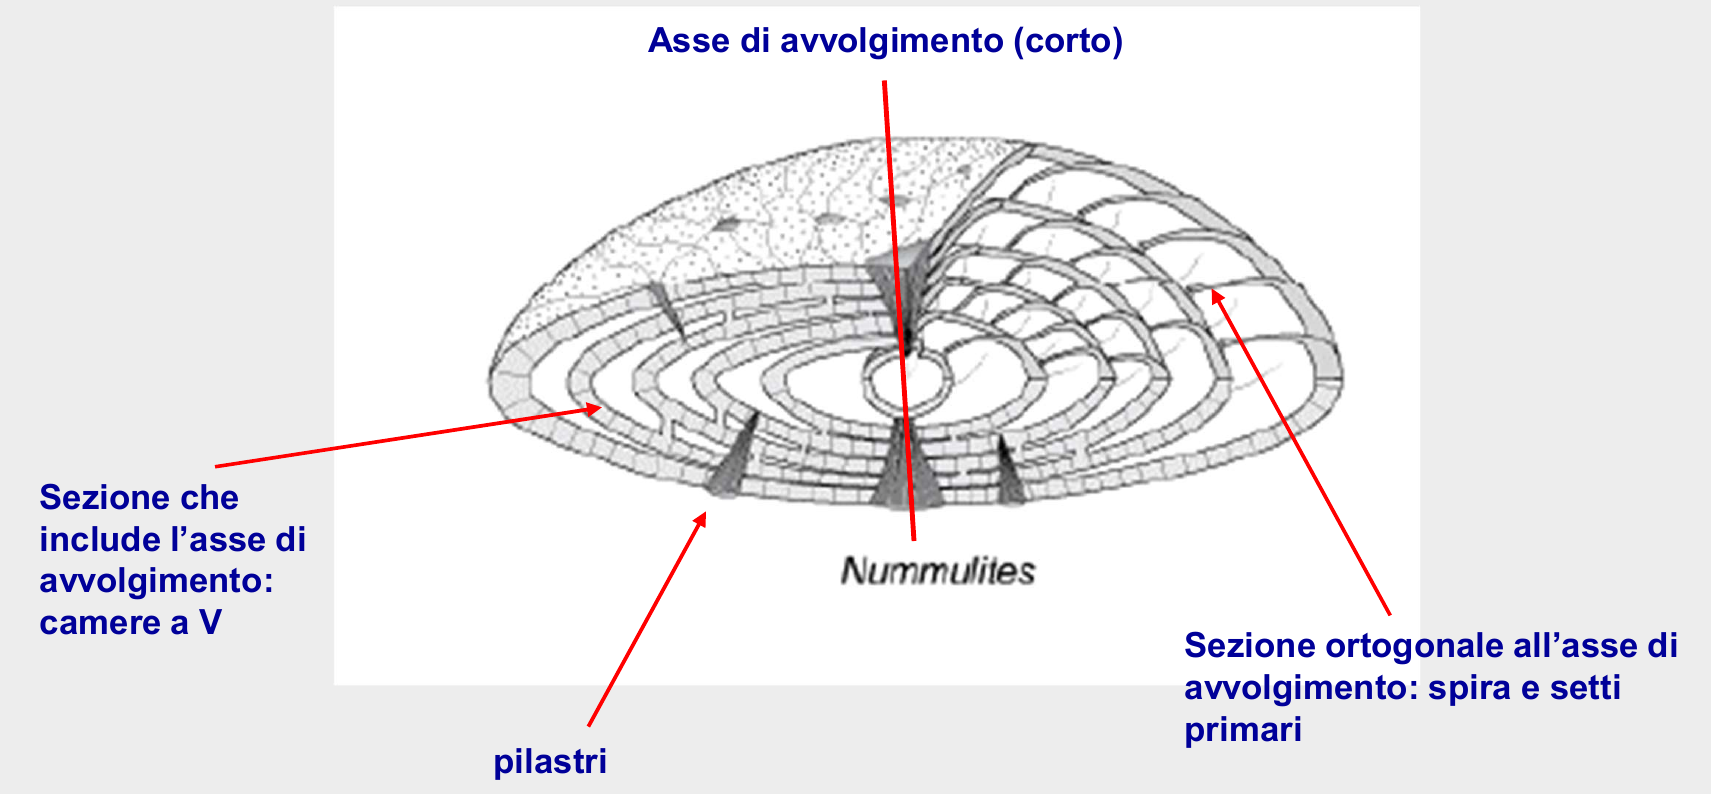 Asse di avvolgimento (corto)
Sezione che
include l’asse di
avvolgimento:
camere a V
Nummulites
Sezione ortogonale all’asse di
avvolgimento: spira e setti
primari
pilastri